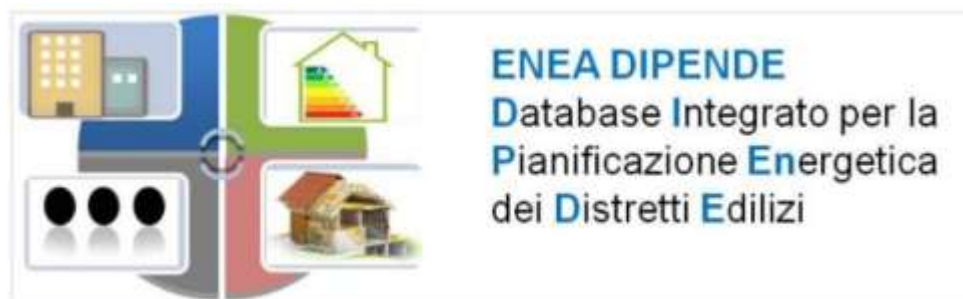 ENEA DIPENDE
Database Integrato per la
Pianificazione Energetica
dei Distretti Edilizi